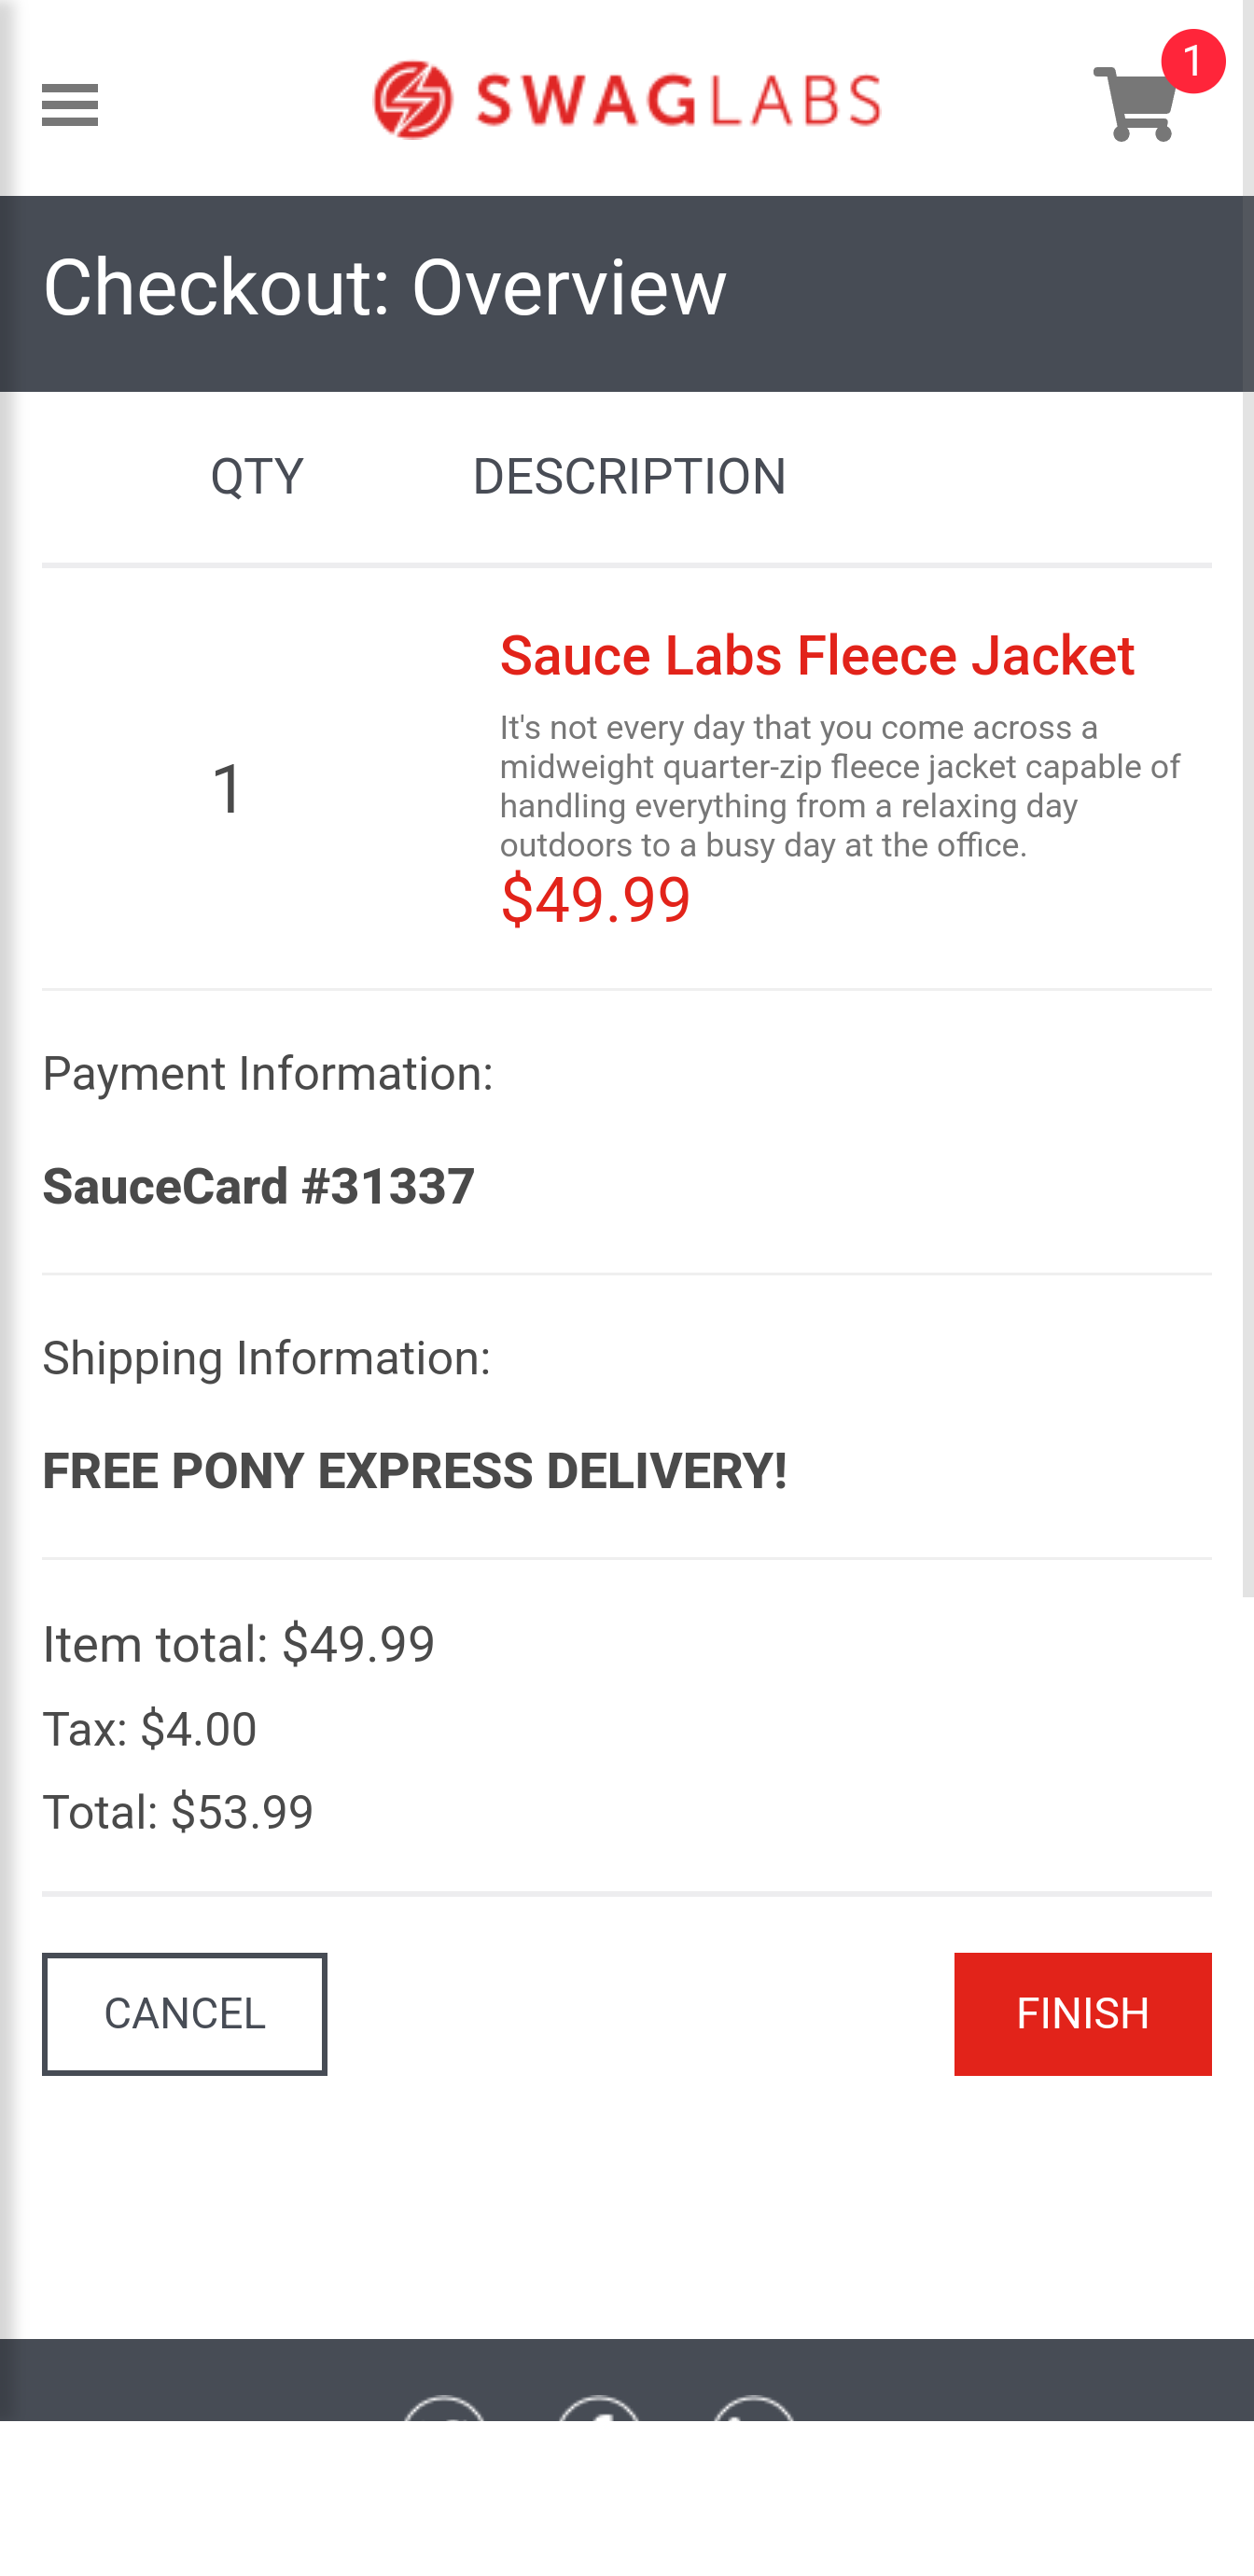 SWAGLABS
1
Checkout: Overview
QTY DESCRIPTION
Sauce Labs Fleece Jacket
It's not every day that you come across a
midweight quarter-zip fleece jacket capable of
handling everything from a relaxing day
outdoors to a busy day at the office.
1
$49.99
Payment Information:
SauceCard #31337
Shipping Information:
FREE PONY EXPRESS DELIVERY!
Item total: $49.99
Tax: $4.00
Total: $53.99
CANCEL FINISH